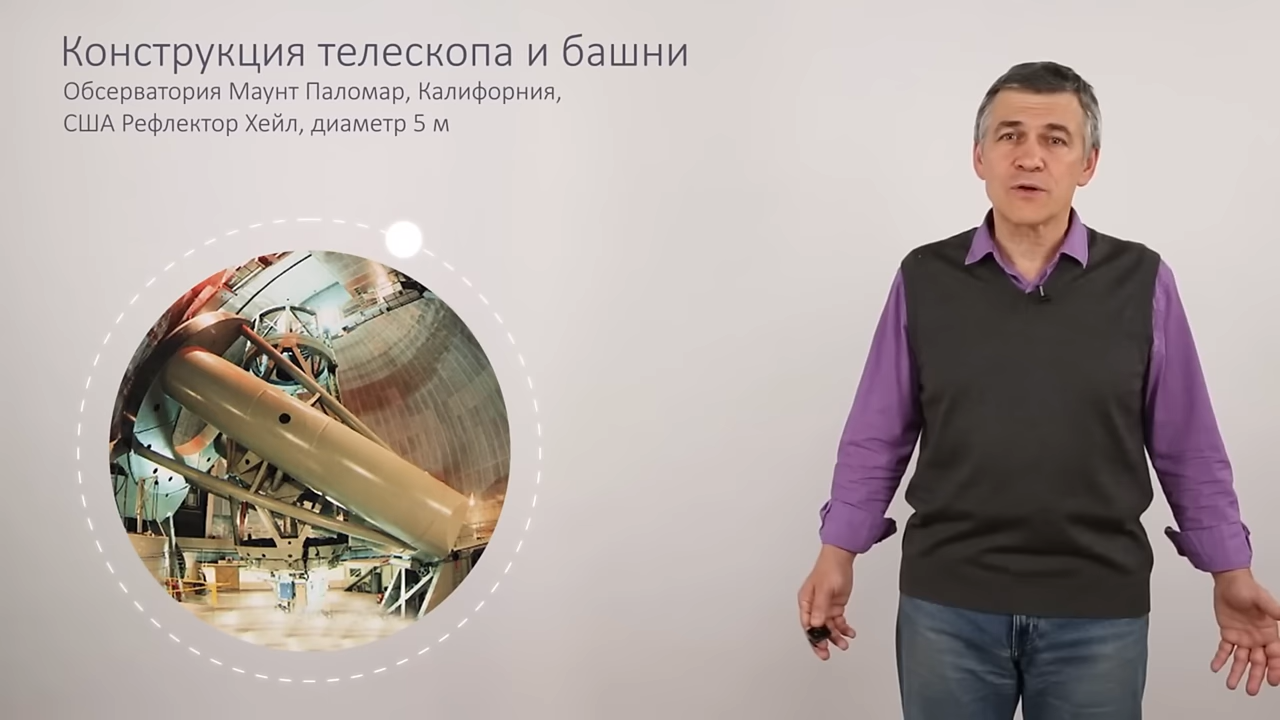 Конструкция телескопа и башни
Обсерватория Маунт Паломар, Калифорния,
США Рефлектор Хейл, диаметр 5 м